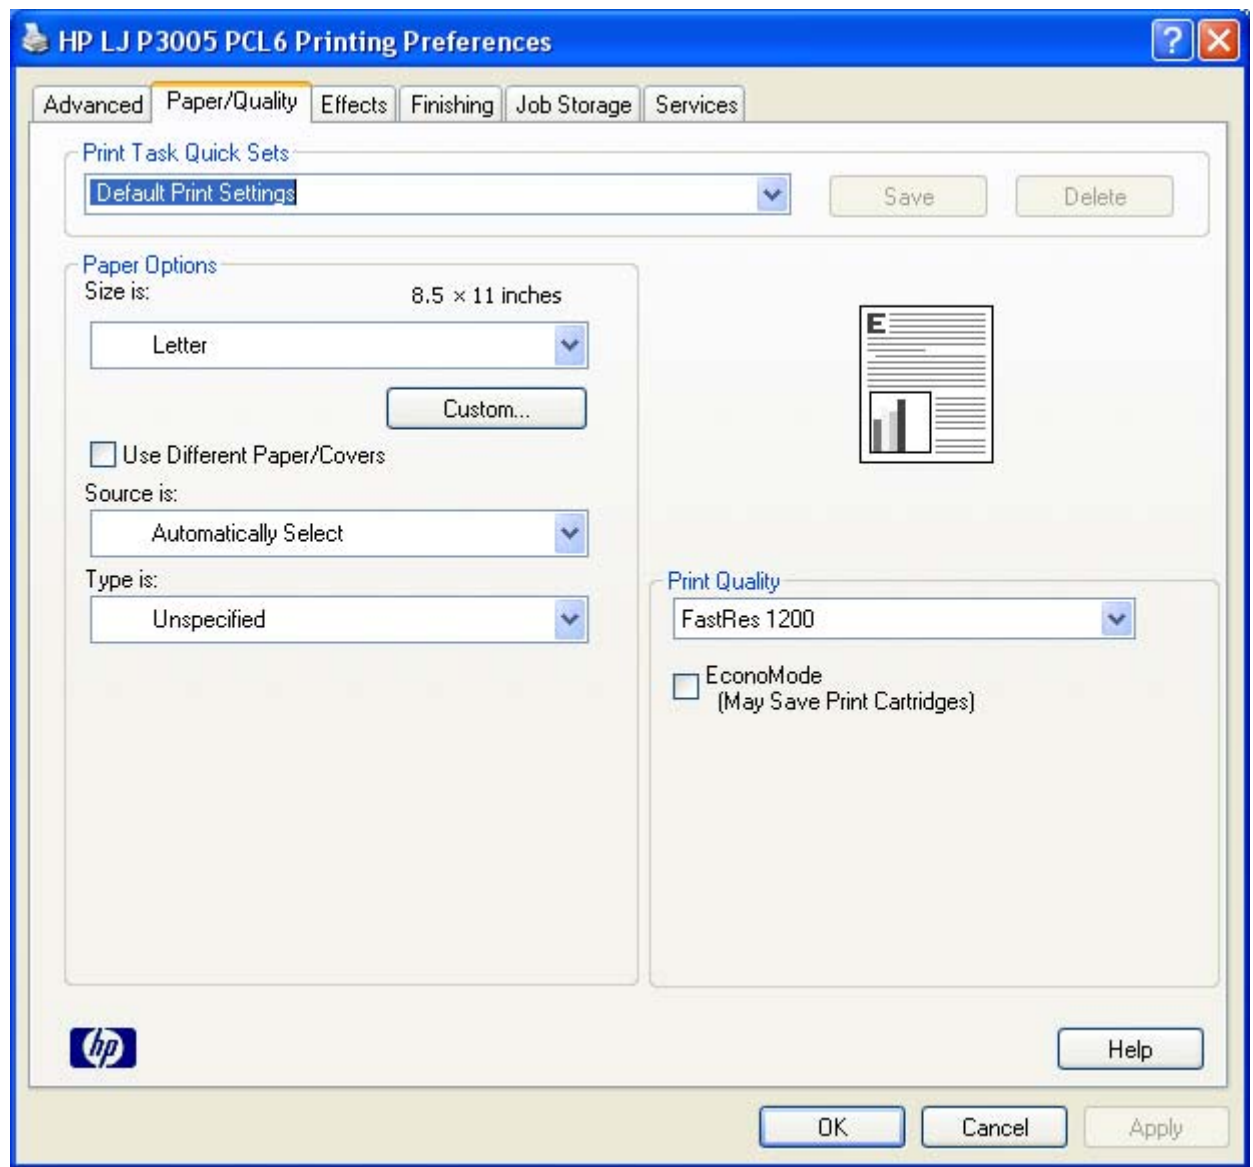 HP LJ P3005 PCL6 Printing Preferences
?
Advanced Paper/Quality Effects Finishing Job Storage Services
Print Task Quick Sets
Default Print Settings
Save
Delete
Paper Options
Size is:
8.5 × 11 inches
Letter
Custom...
Use Different Paper/Covers
Source is:
Automatically Select
Type is:
Unspecified
E
Print Quality
FastRes 1200
EconoMode
(May Save Print Cartridges)
hp
Help
OK
Cancel
Apply